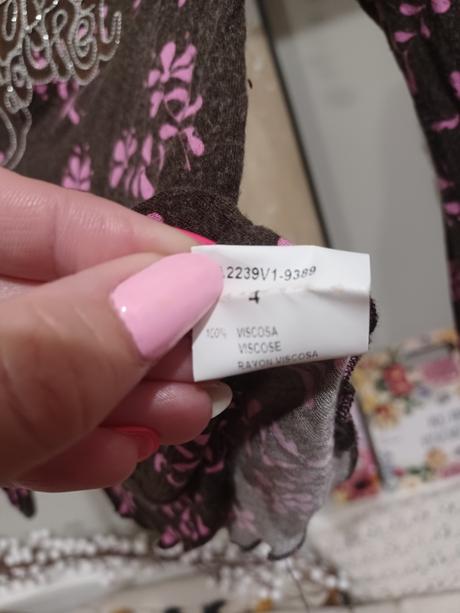 2239V1-9389
4
100% VISCOSA
VISCOSE
RAYON VISCOSA